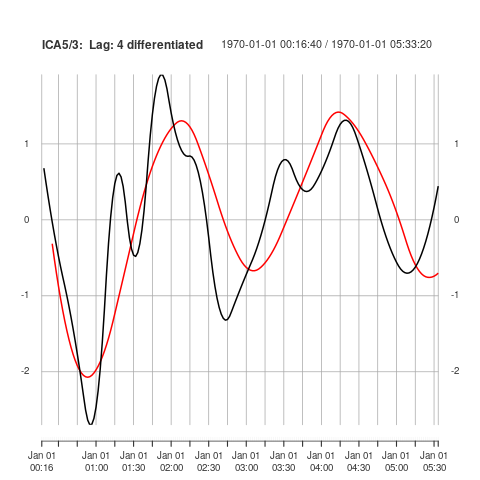 ICA5/3:  Lag: 4 differentiated 1970-01-01 00:16:40 / 1970-01-01 05:33:20
1 1
0 0
-1 -1
-2 -2
Jan 01 Jan 01 Jan 01 Jan 01 Jan 01 Jan 01 Jan 01 Jan 01 Jan 01 Jan 01 Jan 01
00:16 01:00 01:30 02:00 02:30 03:00 03:30 04:00 04:30 05:00 05:30